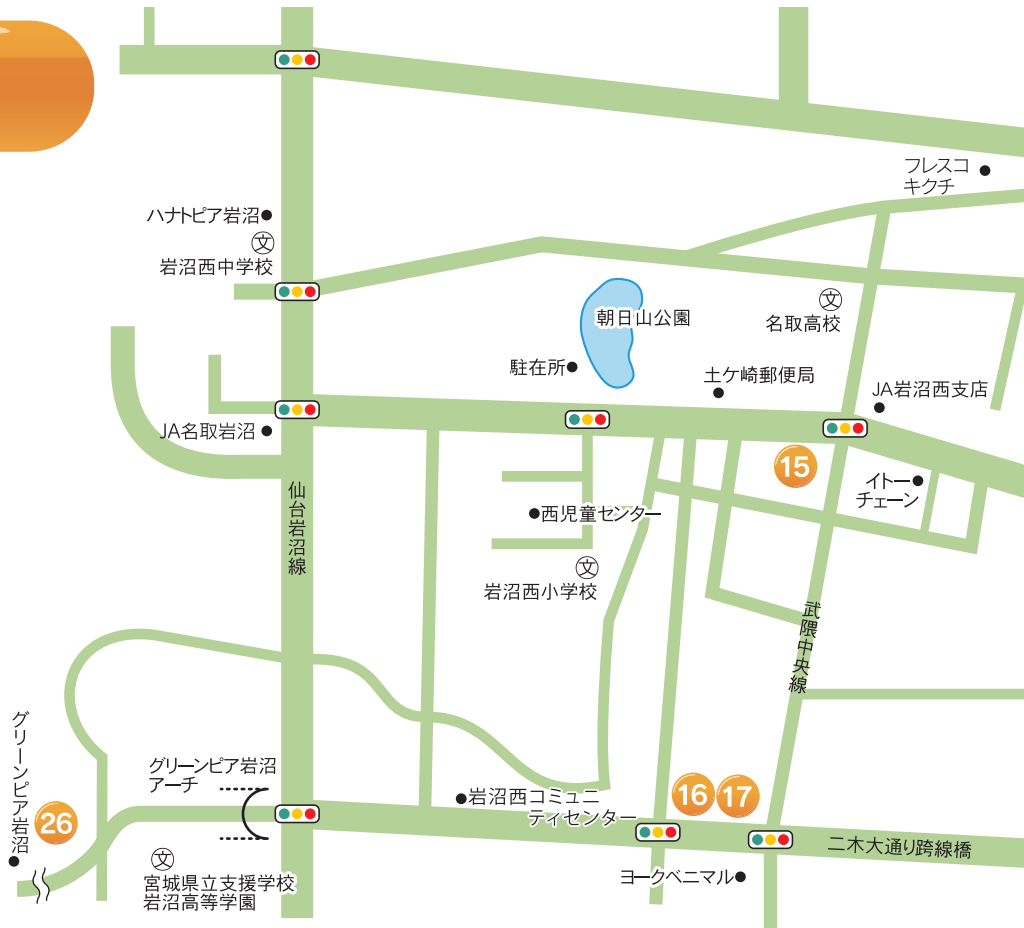 フレスコ
キクチ
ハナトピア岩沼
文
岩沼西中学校
朝日山公園
文
名取高校
駐在所
土ケ崎郵便局
JA岩沼西支店
JA名取岩沼
15
イトー
チェーン
仙台岩沼線
西児童センター
文
岩沼西小学校
武隈中央線
グリーンピア岩沼
グリーンピア岩沼
アーチ
26
16
17
岩沼西コミュニ
ティセンター
二木大通り跨線橋
文
宮城県立支援学校
岩沼高等学園
ヨークベニマル